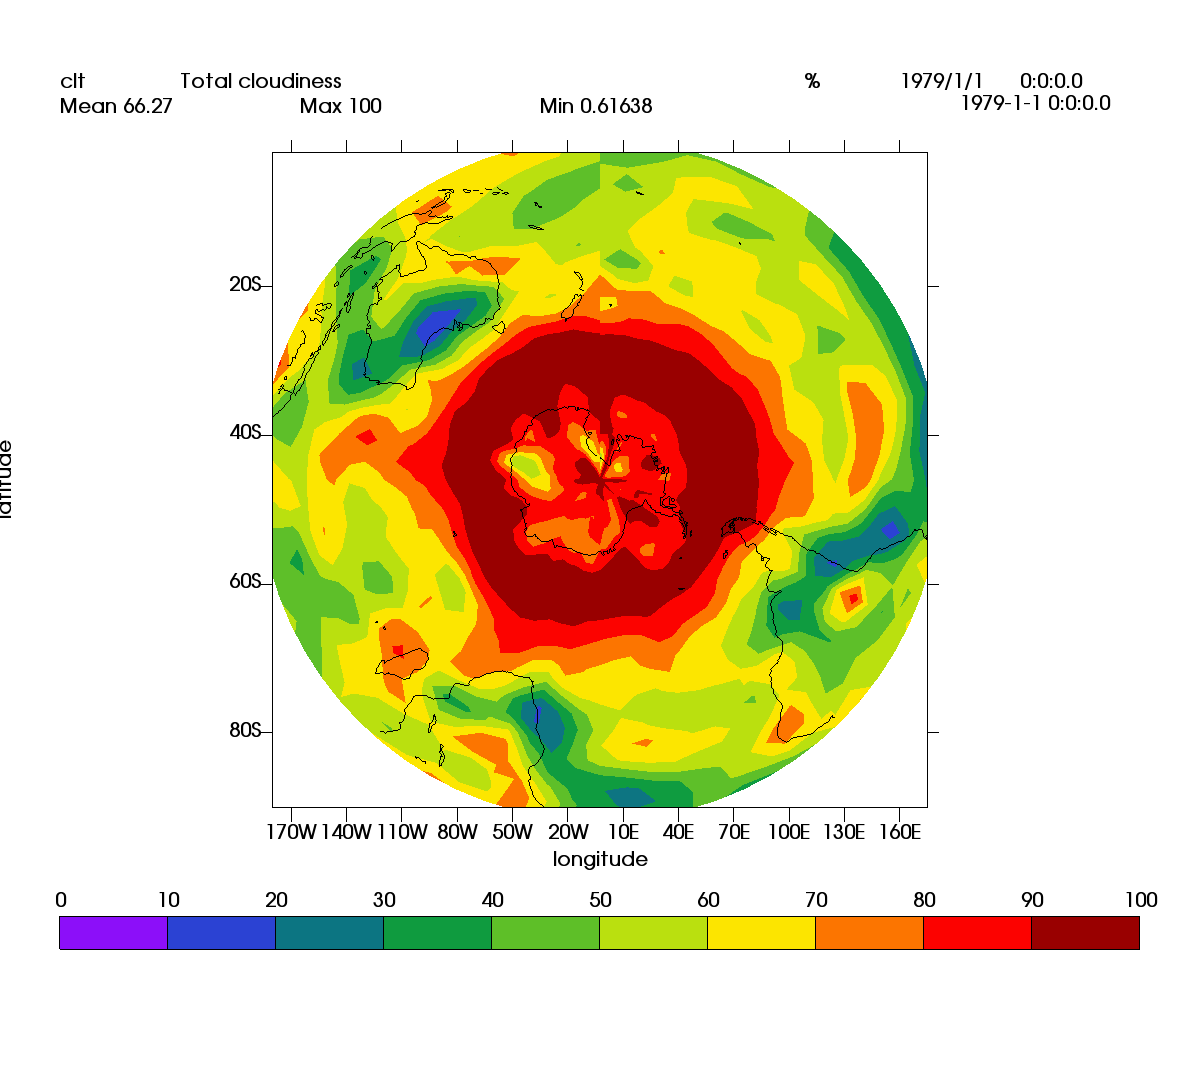 clt Total cloudiness % 1979/1/1 0:0:0.0
Mean 66.27 Max 100 Min 0.61638 1979-1-1 0:0:0.0
20S
40S
latitude
60S
80S
170W 140W 110W 80W 50W 20W 10E 40E 70E 100E 130E 160E
longitude
0 10 20 30 40 50 60 70 80 90 100